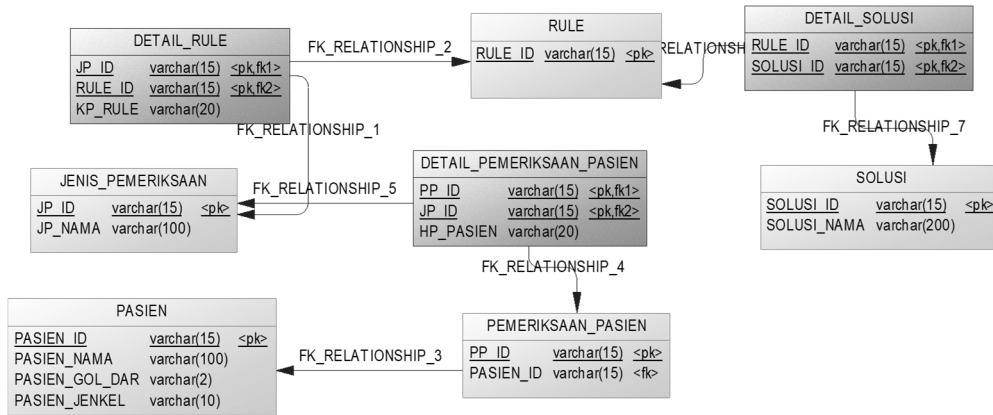 DETAIL_RULE
JP_ID varchar(15) <pk,fk1>
RULE_ID varchar(15) <pk,fk2>
KP_RULE varchar(20)
FK_RELATIONSHIP_2
RULE
RULE_ID varchar(15) <pk>
DETAIL_SOLUSI
RULE_ID varchar(15) <pk,fk1>
SOLUSI_ID varchar(15) <pk,fk2>
FK_RELATIONSHIP_1
FK_RELATIONSHIP_7
JENIS_PEMERIKSAAN
JP_ID varchar(15) <pk>
JP_NAMA varchar(100)
FK_RELATIONSHIP_5
DETAIL_PEMERIKSAAN_PASIEN
PP_ID varchar(15) <pk,fk1>
JP_ID varchar(15) <pk,fk2>
HP_PASIEN varchar(20)
SOLUSI
SOLUSI_ID varchar(15) <pk>
SOLUSI_NAMA varchar(200)
FK_RELATIONSHIP_4
PASIEN
PASIEN_ID varchar(15) <pk>
PASIEN_NAMA varchar(100)
PASIEN_GOL_DAR varchar(2)
PASIEN_JENKEL varchar(10)
FK_RELATIONSHIP_3
PEMERIKSAAN_PASIEN
PP_ID varchar(15) <pk>
PASIEN_ID varchar(15) <fk>